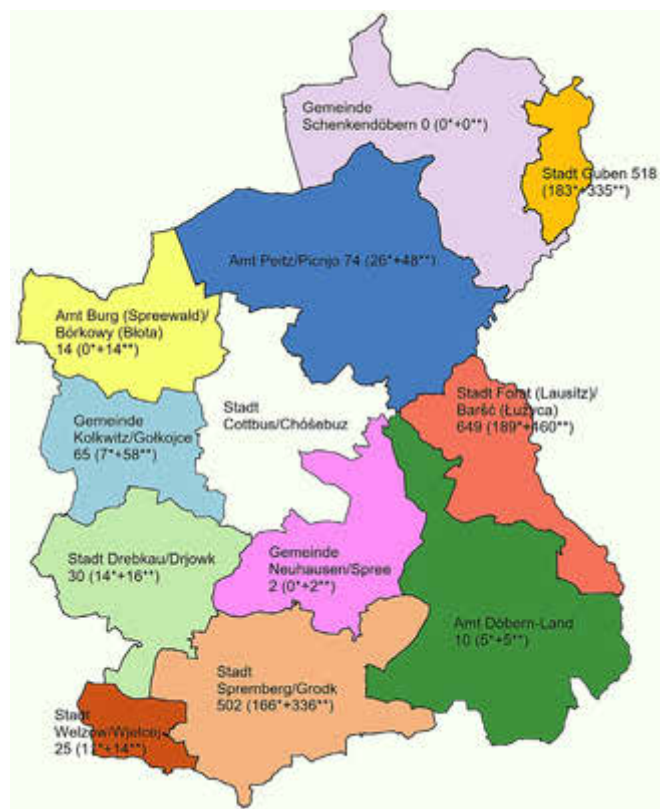 Gemeinde
Schenkendöbern 0 (0*+0**)
Stadt Guben 518
(183*+335**)
Amt Peitz/Picnjo 74 (26*+48**)
Amt Burg (Spreewald)/
Bórkowy (Błota)
14 (0*+14**)
Stadt Forst (Lausitz)/
Baršć (Łužyca)
649 (189*+460**)
Stadt
Cottbus/Chóśebuz
Gemeinde
Kolkwitz/Gołkojce
65 (7*+58**)
Stadt Drebkau/Drjowk
30 (14*+16**)
Gemeinde
Neuhausen/Spree
2 (0*+2**)
Amt Döbern-Land
10 (5*+5**)
Stadt
Spremberg/Grodk
502 (166*+336**)
Stadt
Welzow/Wjelcej
25 (11*+14**)